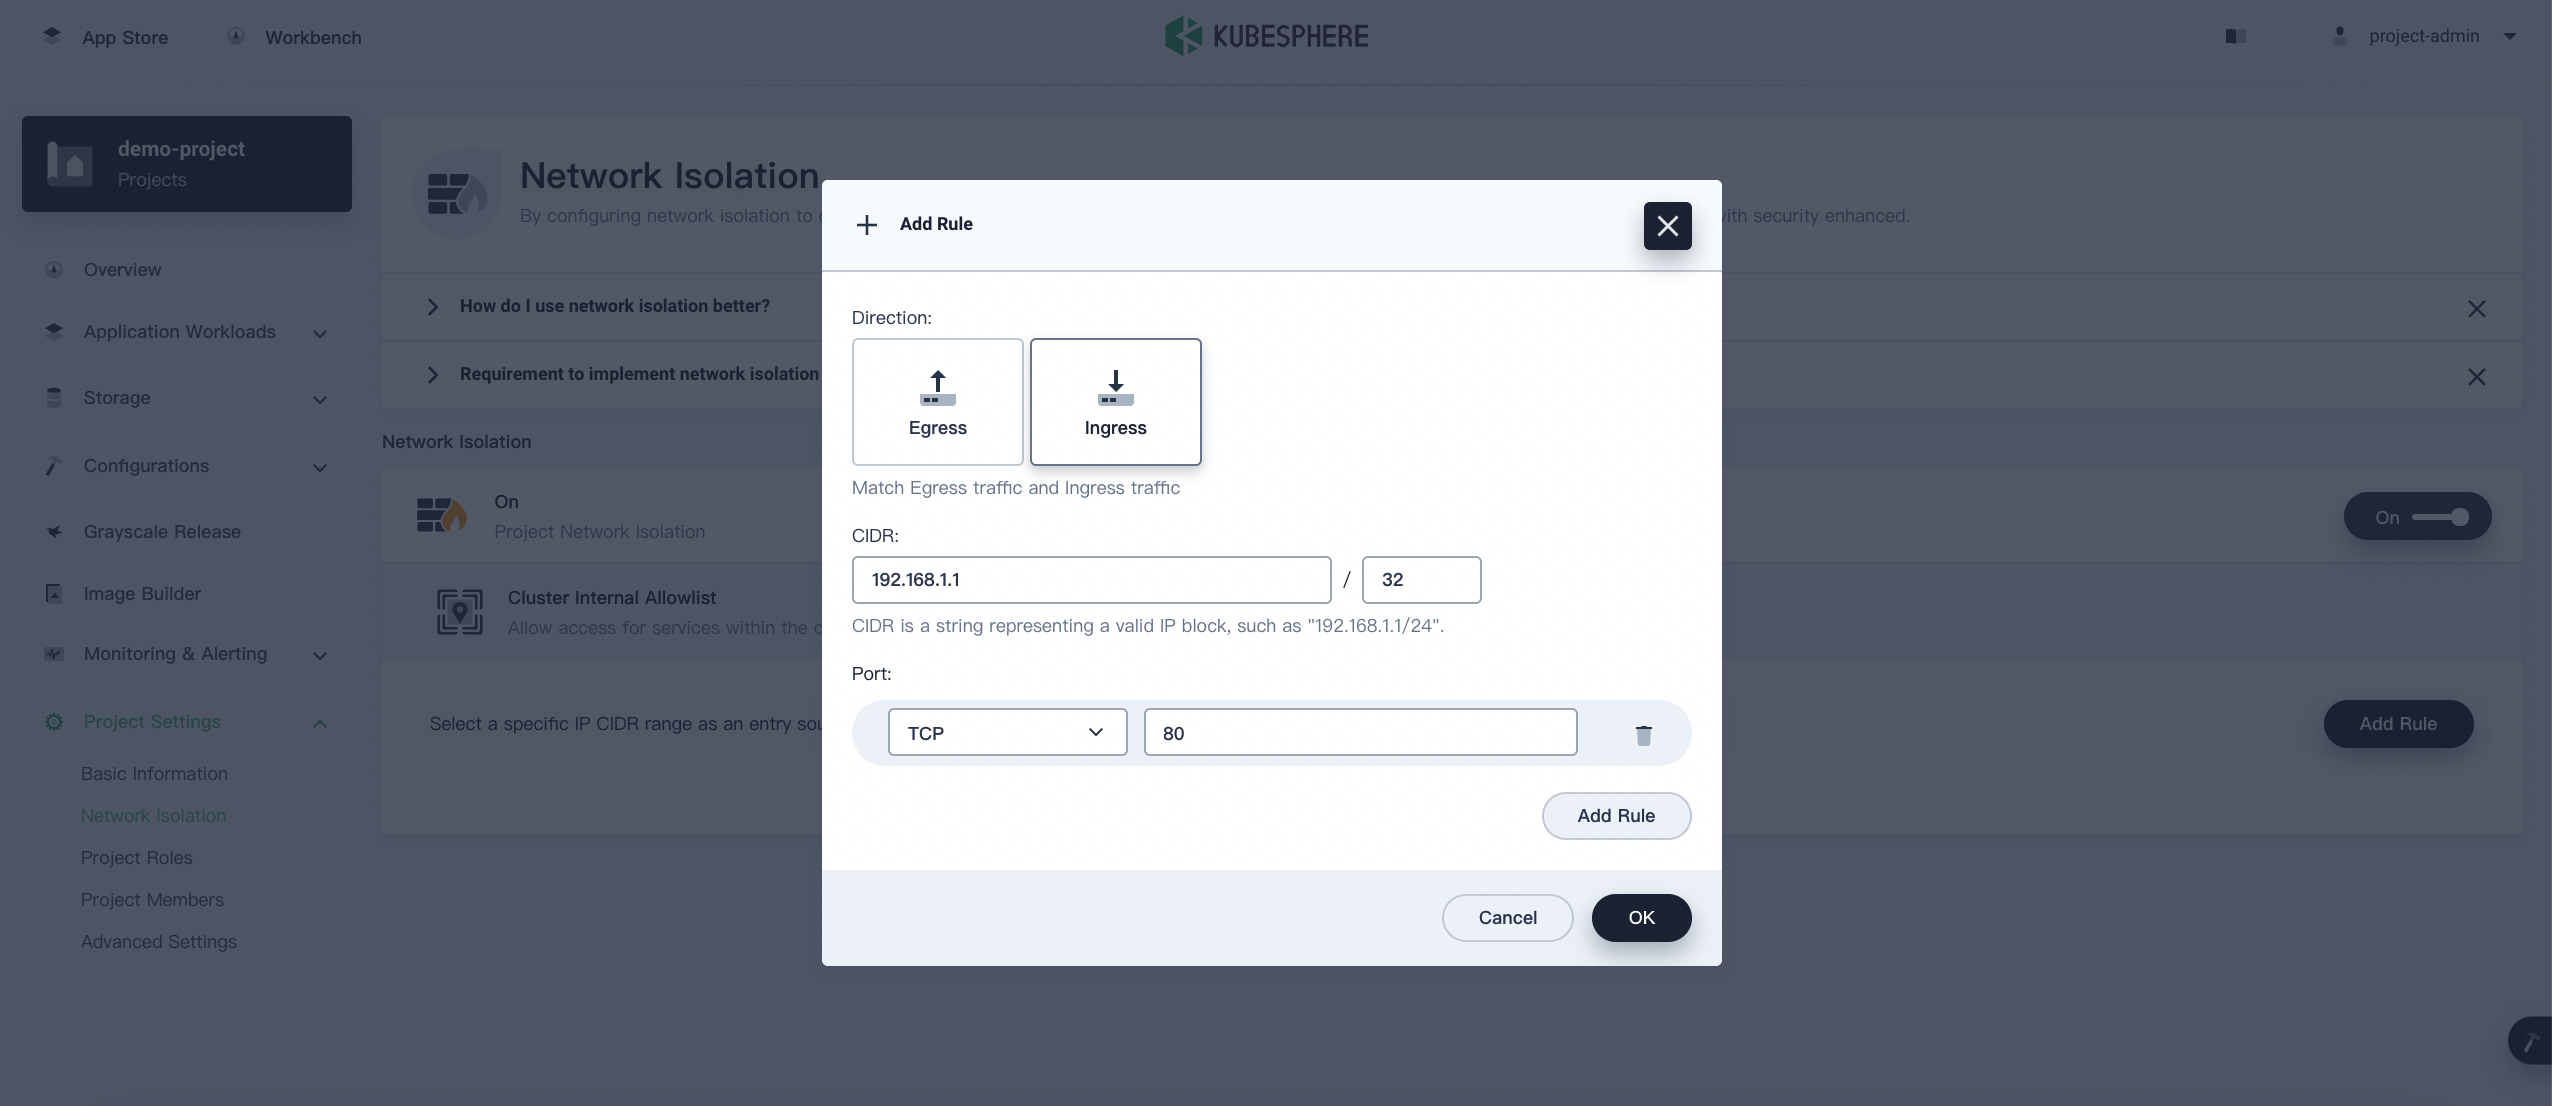 App Store
Workbench
KUBESPHERE
project-admin
demo-project
Projects
Overview
Application Workloads
Storage
Configurations
Grayscale Release
Image Builder
Monitoring & Alerting
Project Settings
Basic Information
Network Isolation
Project Roles
Project Members
Advanced Settings
Network Isolation
By configuring network isolation to
with security enhanced.
How do I use network isolation better?
Requirement to implement network isolation
Network Isolation
On
Project Network Isolation
On
Cluster Internal Allowlist
Allow access for services within the
Select a specific IP CIDR range as an entry
Add Rule
Add Rule
Direction:
Egress
Ingress
Match Egress traffic and Ingress traffic
CIDR:
192.168.1.1 / 32
CIDR is a string representing a valid IP block, such as "192.168.1.1/24".
Port:
TCP
80
Add Rule
Cancel
OK